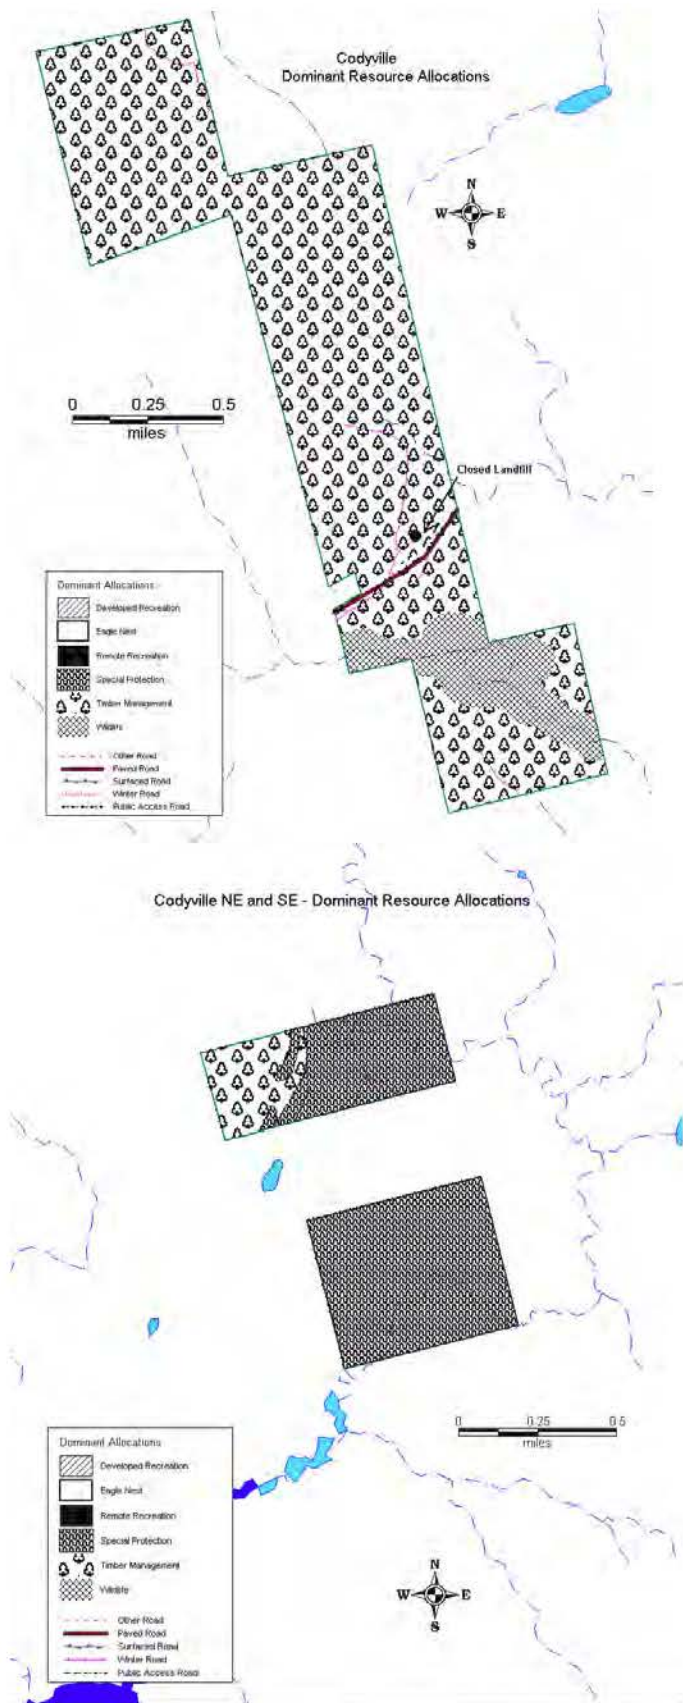 Codyville
Dominant Resource Allocations
N
W E
S
0 0.25 0.5
miles
Closed Landfill
Dominant Allocations
Developed Recreation
Eagle Nest
Remote Recreation
Special Protection
Timber Management
Wildlife
Other Road
Paved Road
Surfaced Road
Winter Road
Public Access Road
Codyville NE and SE - Dominant Resource Allocations
0 0.25 0.5
miles
Dominant Allocations
Developed Recreation
Eagle Nest
Remote Recreation
Special Protection
Timber Management
Wildlife
Other Road
Paved Road
Surfaced Road
Winter Road
Public Access Road
N
W E
S